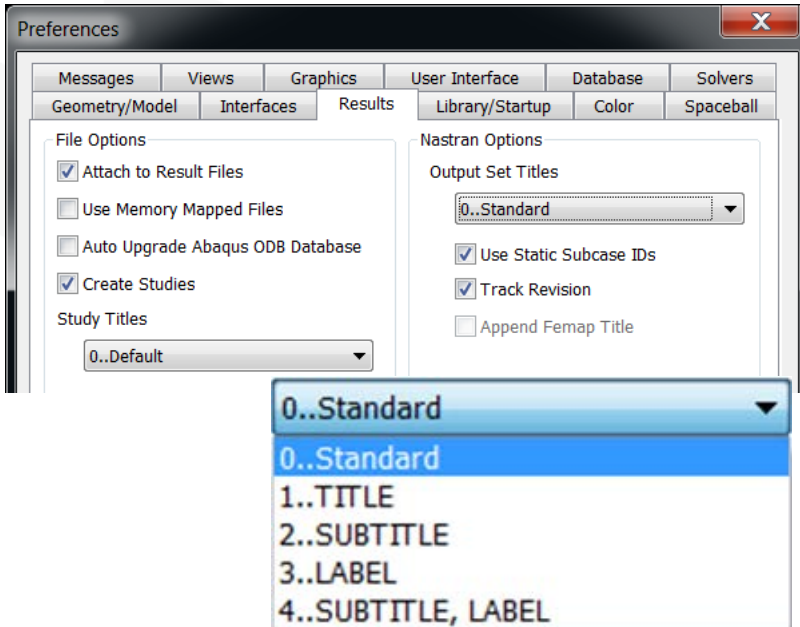 Preferences
X
Messages Views Graphics User Interface Database Solvers
Geometry/Model Interfaces Results Library/Startup Color Spaceball
File Options
Attach to Result Files
Use Memory Mapped Files
Auto Upgrade Abaqus ODB Database
Create Studies
Study Titles
0..Default
Nastran Options
Output Set Titles
0..Standard
Use Static Subcase IDs
Track Revision
Append Femap Title
0..Standard
0..Standard
1..TITLE
2..SUBTITLE
3..LABEL
4..SUBTITLE, LABEL